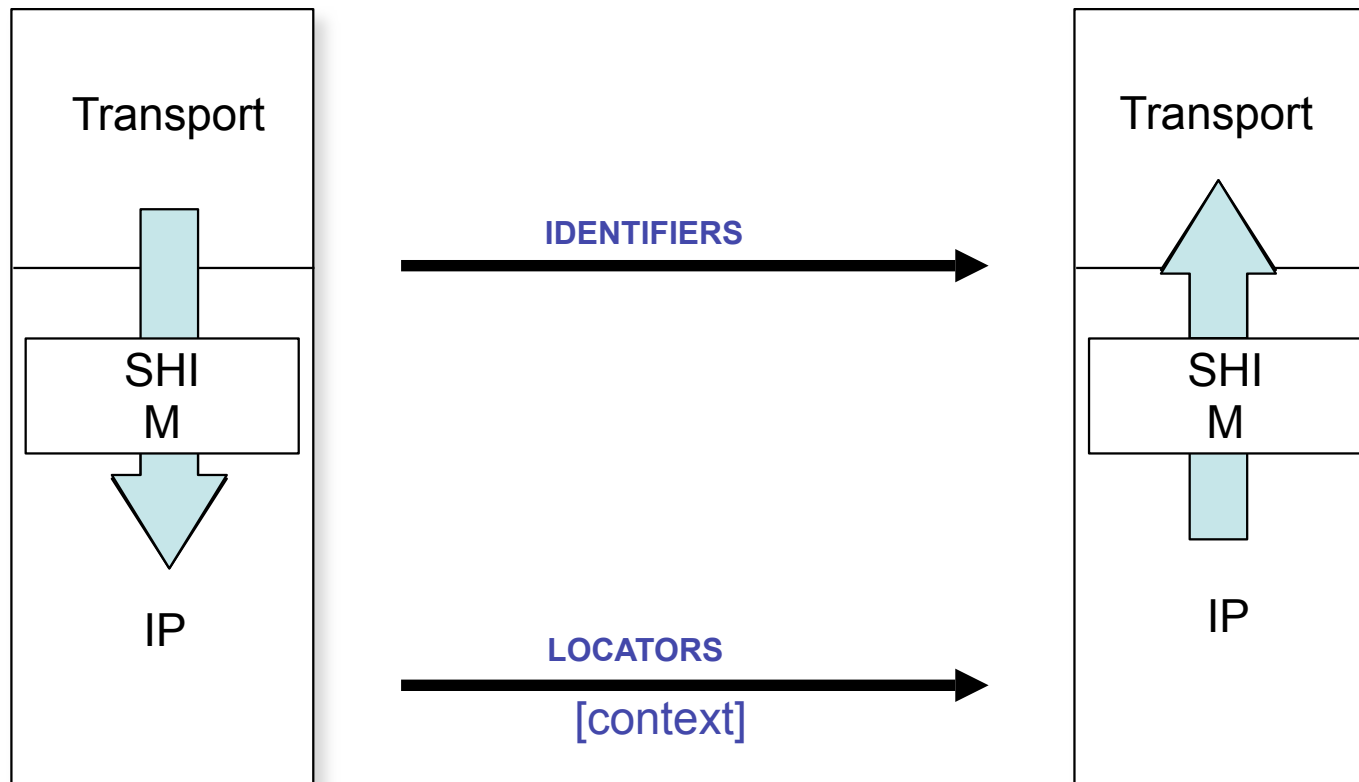 Transport
Transport
IDENTIFIERS
SHI
M
SHI
M
IP
IP
LOCATORS
[context]